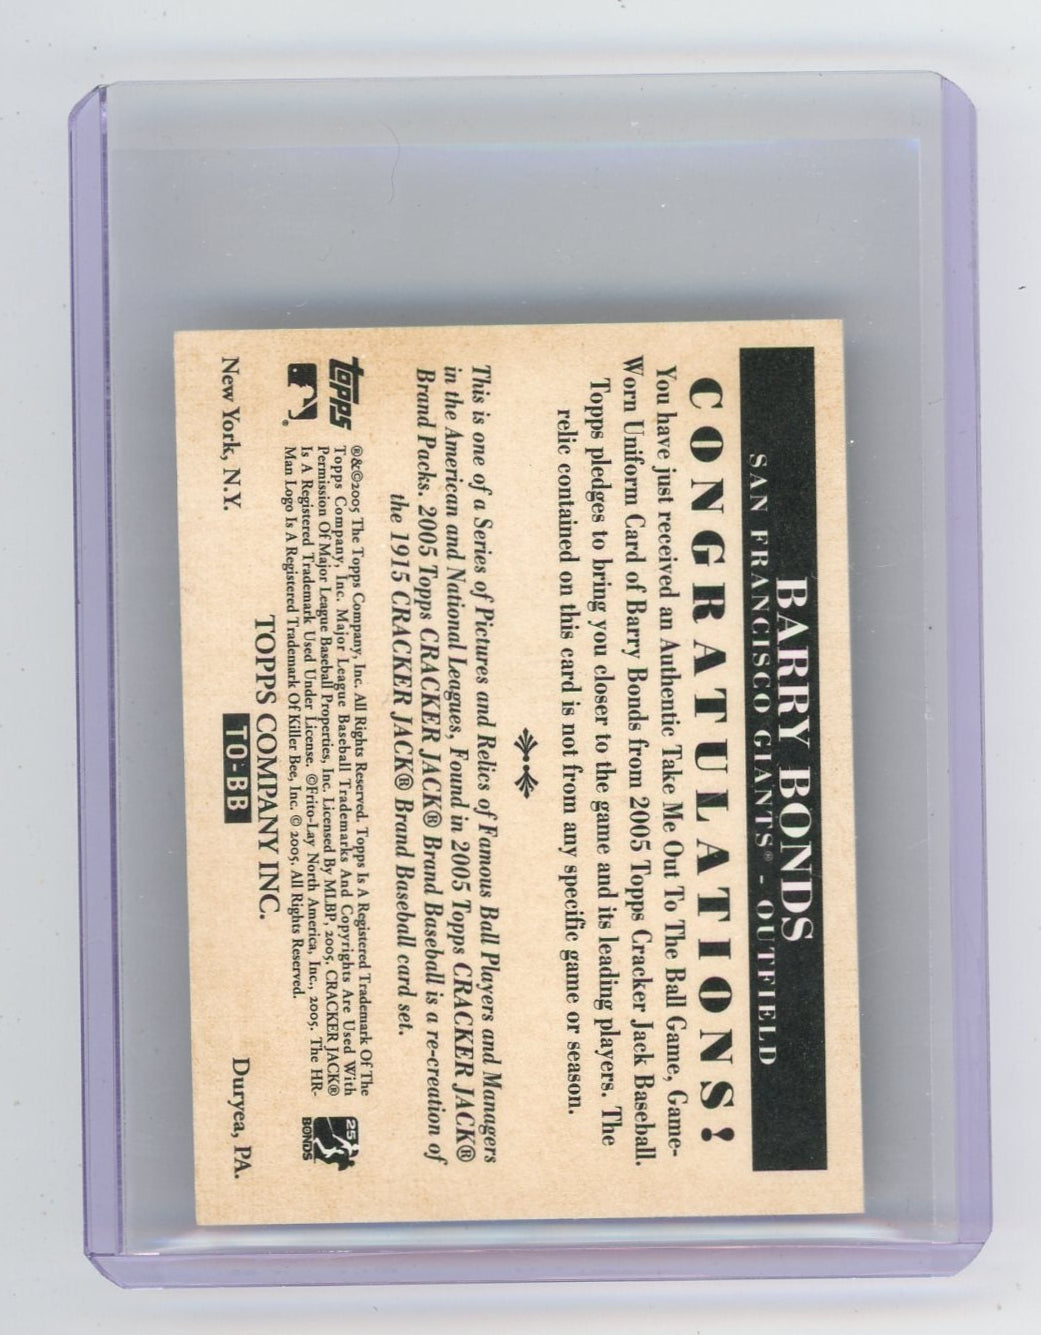 BARRY BONDS
SAN FRANCISCO GIANTS® - OUTFIELD
CONGRATULATIONS!
You have just received an Authentic Take Me Out To The Ball Game, Game-
Worn Uniform Card of Barry Bonds from 2005 Topps Cracker Jack Baseball.
Topps pledges to bring you closer to the game and its leading players. The
relic contained on this card is not from any specific game or season.
This is one of a Series of Pictures and Relics of Famous Ball Players and Managers
in the American and National Leagues, Found in 2005 Topps CRACKER JACK®
Brand Packs. 2005 Topps CRACKER JACK® Brand Baseball is a re-creation of
the 1915 CRACKER JACK® Brand Baseball card set.
topps
®&©2005 The Topps Company, Inc. All Rights Reserved. Topps Is A Registered Trademark Of The
Topps Company, Inc. Major League Baseball Trademarks And Copyrights Are Used With
Permission Of Major League Baseball Properties, Inc. Licensed By MLBP, 2005. CRACKER JACK®
Is A Registered Trademark Used Under License. ©Frito-Lay North America, Inc., 2005. The HR-
Man Logo Is A Registered Trademark Of Killer Bee, Inc. © 2005. All Rights Reserved.
25
BONDS
TOPPS COMPANY INC.
New York, N.Y.
TO-BB
Duryea, PA.